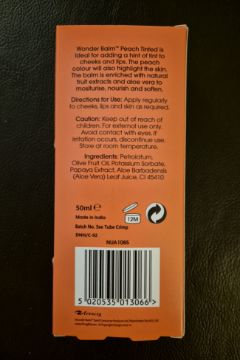 Wonder Balm™ Peach Tinted is
ideal for adding a hint of tint to
cheeks and lips. The peach
colour will also highlight the skin.
The balm is enriched with natural
fruit extracts and aloe vera to
moisturise, nourish and soften.
Directions for Use: Apply regularly
to cheeks, lips and skin as required.
Caution: Keep out of reach of
children. For external use only.
Avoid contact with eyes. If
irritation occurs, discontinue use.
Store at room temperature.
Ingredients: Petrolatum,
Olive Fruit Oil, Potassium Sorbate,
Papaya Extract, Aloe Barbadensis
(Aloe Vera) Leaf Juice, CI 45410
50ml e
Made in India
Batch No. See Tube Crimp
12M
NUA1085
5 020535 013066 >